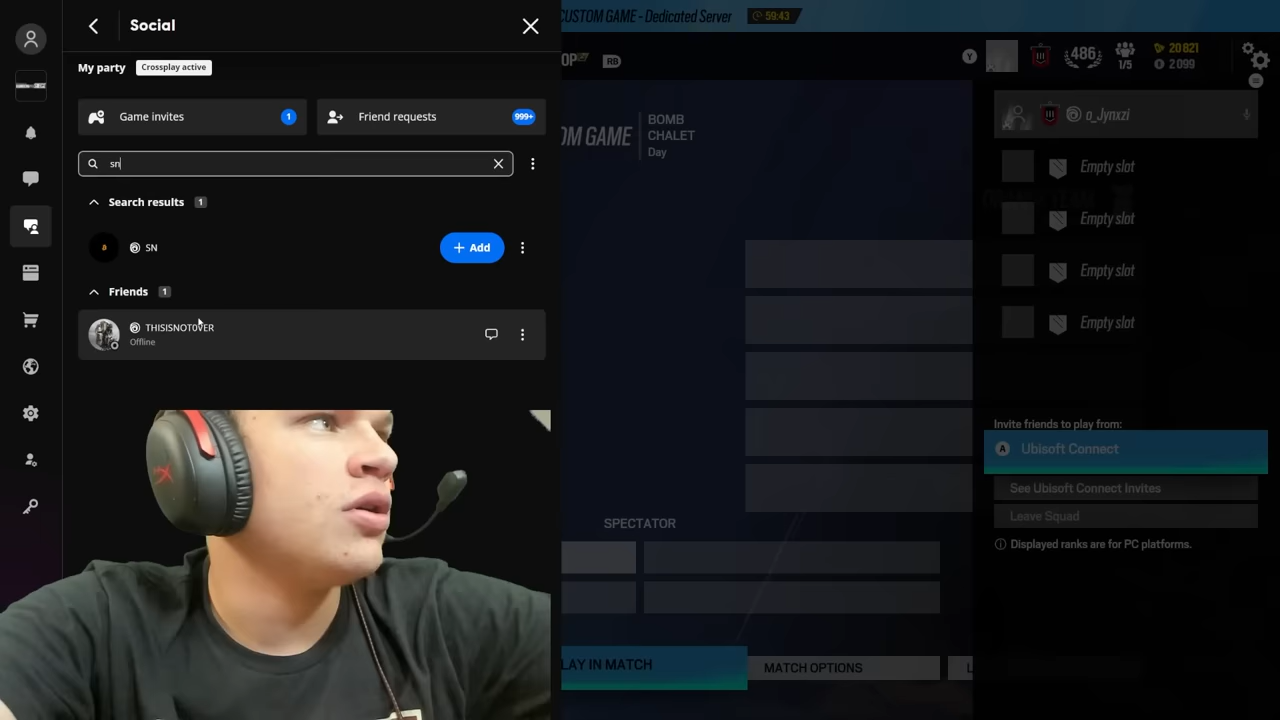 Social
My party
Crossplay active
Game invites
1
Friend requests
999+
sn
Search results
1
SN
+ Add
Friends
1
THISISNOT0VER
Offline
CUSTOM GAME - Dedicated Server
59:43
OP
RB
Y
486
1/5
20 821
2 099
OM GAME
BOMB
CHALET
Day
o_Jynxzi
Empty slot
Empty slot
Empty slot
Empty slot
Invite friends to play from:
A
Ubisoft Connect
See Ubisoft Connect Invites
Leave Squad
Displayed ranks are for PC platforms.
SPECTATOR
LAY IN MATCH
MATCH OPTIONS
L